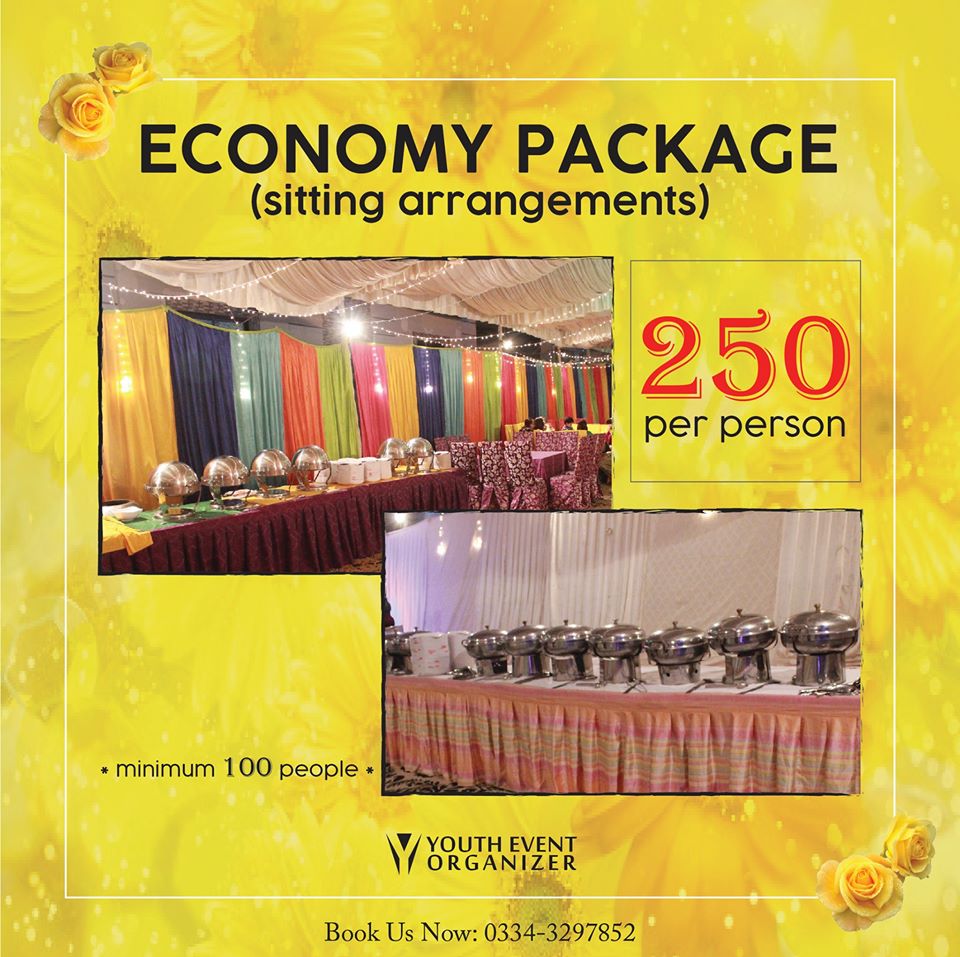 ECONOMY PACKAGE
(sitting arrangements)
250
per person
* minimum 100 people *
YOUTH EVENT
ORGANIZER
Book Us Now: 0334-3297852